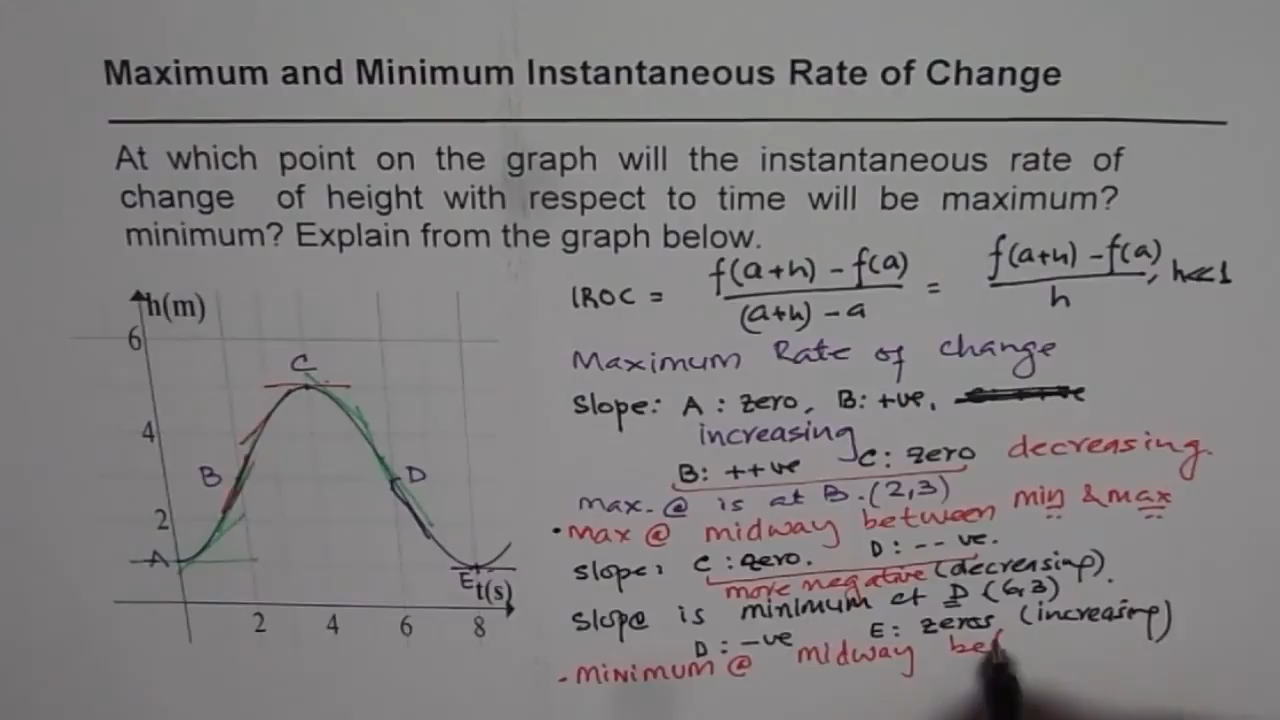 Maximum and Minimum Instantaneous Rate of Change
At which point on the graph will the instantaneous rate of
change of height with respect to time will be maximum?
minimum? Explain from the graph below.
IROC = f(a+h) - f(a) / (a+h) - a = f(a+h) - f(a) / h , h<<1
Maximum Rate of change
Slope: A : zero, B: +ve,
increasing
B: ++ve C: zero decreasing.
max. @ is at B. (2,3)
• Max @ midway between min & max
slope: C : zero. D : -- ve.
more negative (decreasing).
Slope is minimum at D (6,3)
D : -ve E: zeros (increasing)
- MINIMUM @ midway be
h(m)
6
4
2
A
B
C
D
E
t(s)
2 4 6 8